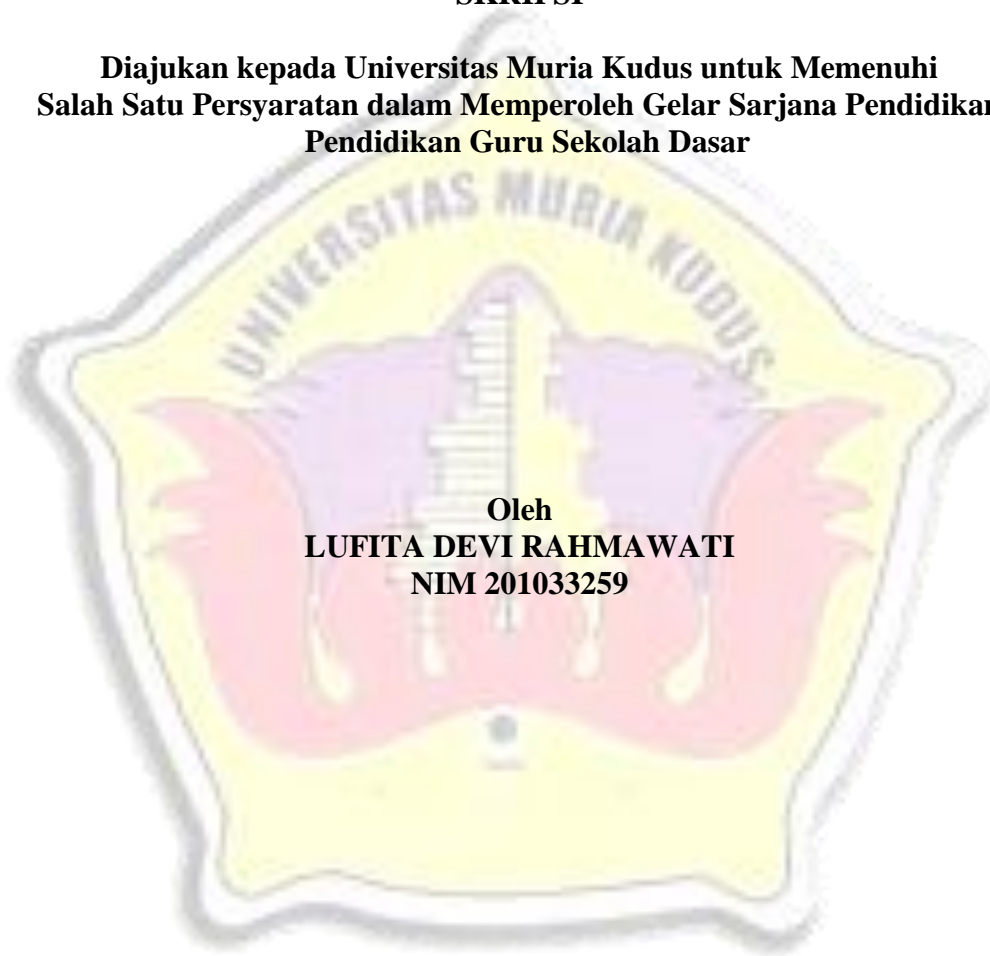 SKRIPSI
Diajukan kepada Universitas Muria Kudus untuk Memenuhi
Salah Satu Persyaratan dalam Memperoleh Gelar Sarjana Pendidikan
Pendidikan Guru Sekolah Dasar
UNIVERSITAS MURIA KUDUS
Oleh
LUFITA DEVI RAHMAWATI
NIM 201033259